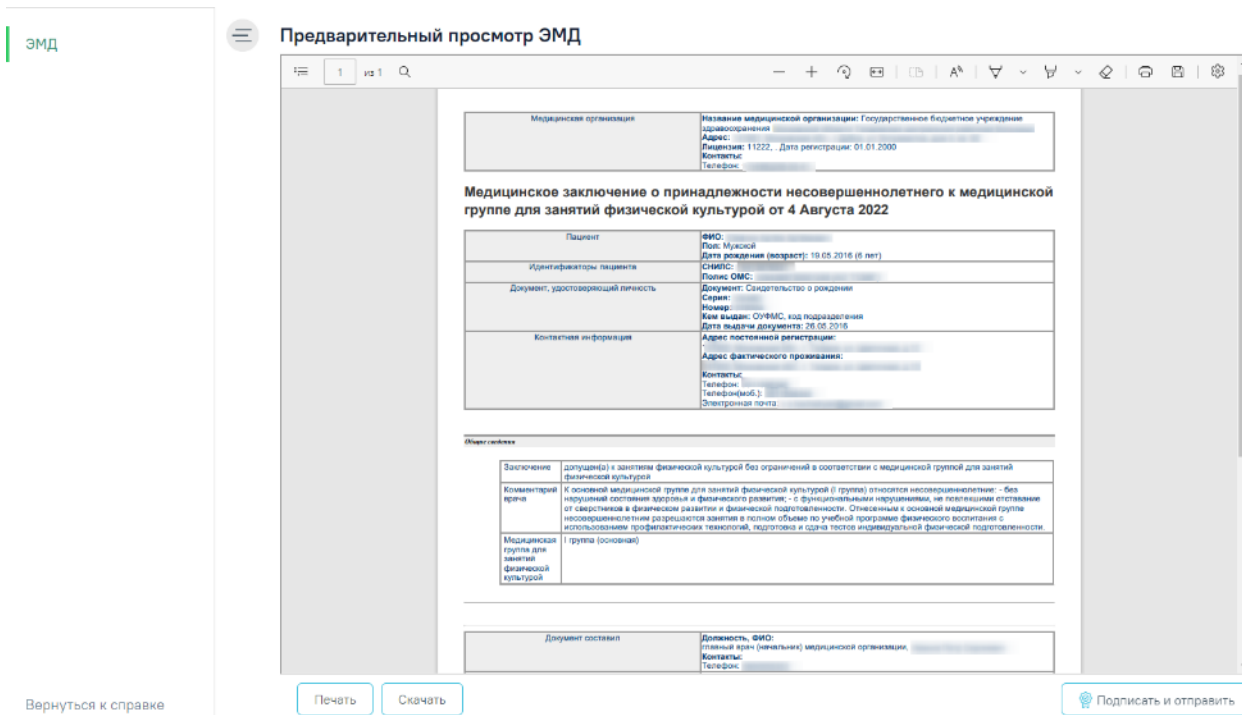 ЭМД
Предварительный просмотр ЭМД
1 из 1
Медицинская организация
Название медицинской организации: Государственное бюджетное учреждение
здравоохранения
Адрес:
Лицензия: 11222, . Дата регистрации: 01.01.2000
Контакты:
Телефон:
Медицинское заключение о принадлежности несовершеннолетнего к медицинской
группе для занятий физической культурой от 4 Августа 2022
Пациент
ФИО:
Пол: Мужской
Дата рождения (возраст): 19.05.2016 (6 лет)
Идентификаторы пациента
СНИЛС:
Полис ОМС:
Документ, удостоверяющий личность
Документ: Свидетельство о рождении
Серия:
Номер:
Кем выдан: ОУФМС, код подразделения
Дата выдачи документа: 26.05.2016
Контактная информация
Адрес постоянной регистрации:
Адрес фактического проживания:
Контакты:
Телефон:
Телефон(моб.):
Электронная почта:
Общие сведения
Заключение
допущен(а) к занятиям физической культурой без ограничений в соответствии с медицинской группой для занятий
физической культурой
Комментарий
врача
К основной медицинской группе для занятий физической культурой (I группа) относятся несовершеннолетние: - без
нарушений состояния здоровья и физического развития; - с функциональными нарушениями, не повлекшими отставание
от сверстников в физическом развитии и физической подготовленности. Отнесенным к основной медицинской группе
несовершеннолетним разрешаются занятия в полном объеме по учебной программе физического воспитания с
использованием профилактических технологий, подготовка и сдача тестов индивидуальной физической подготовленности.
Медицинская
группа для
занятий
физической
культурой
I группа (основная)
Документ составил
Должность, ФИО:
главный врач (начальник) медицинской организации,
Контакты:
Телефон:
Вернуться к справке
Печать
Скачать
Подписать и отправить